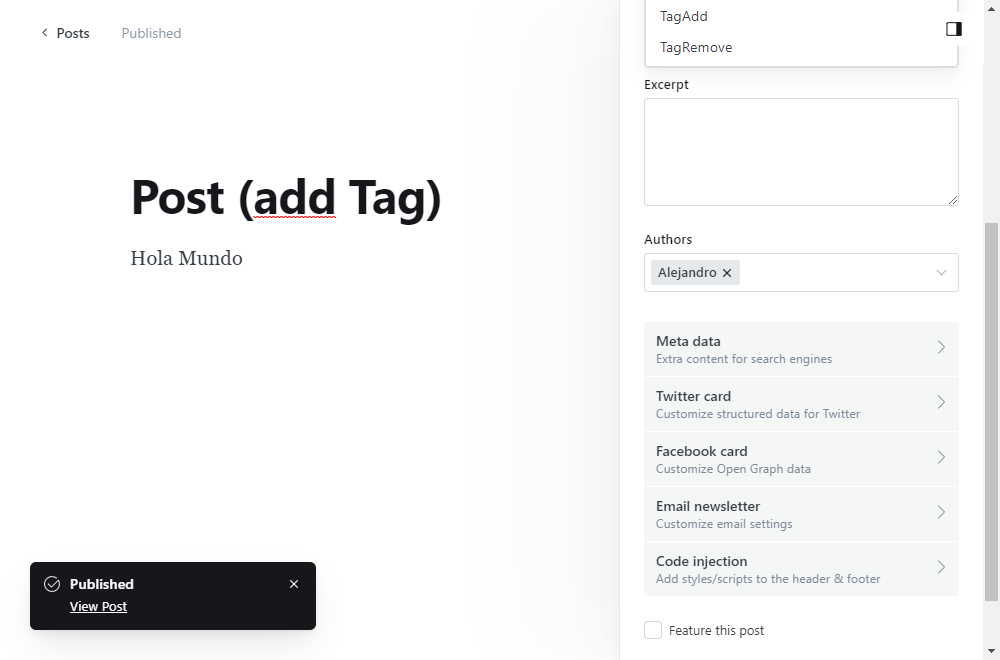 Posts
Published
Post (add Tag)
Hola Mundo
Published
View Post
TagAdd
TagRemove
Excerpt
Authors
Alejandro
Meta data
Extra content for search engines
Twitter card
Customize structured data for Twitter
Facebook card
Customize Open Graph data
Email newsletter
Customize email settings
Code injection
Add styles/scripts to the header & footer
Feature this post